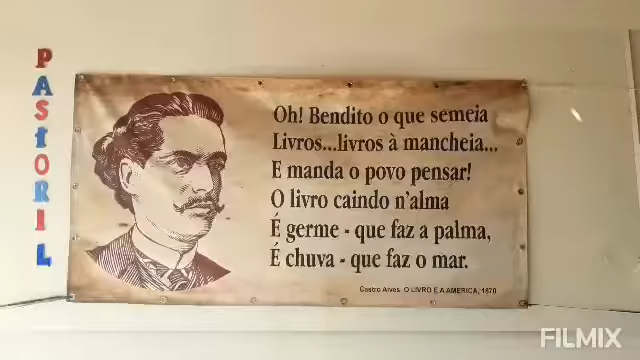 PAStORIL
Oh! Bendito o que semeia
Livros...livros à mancheia...
E manda o povo pensar!
O livro caindo n'alma
É germe - que faz a palma,
É chuva - que faz o mar.
Castro Alves. O LIVRO E A AMERICA, 1870
FILMIX